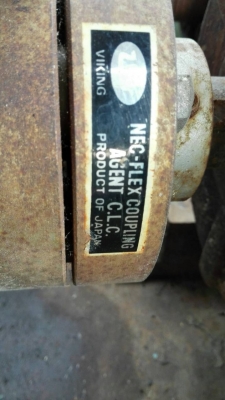 VIKING
NEC-FLEX COUPLING
AGENT C.L.C.
PRODUCT OF JAPAN